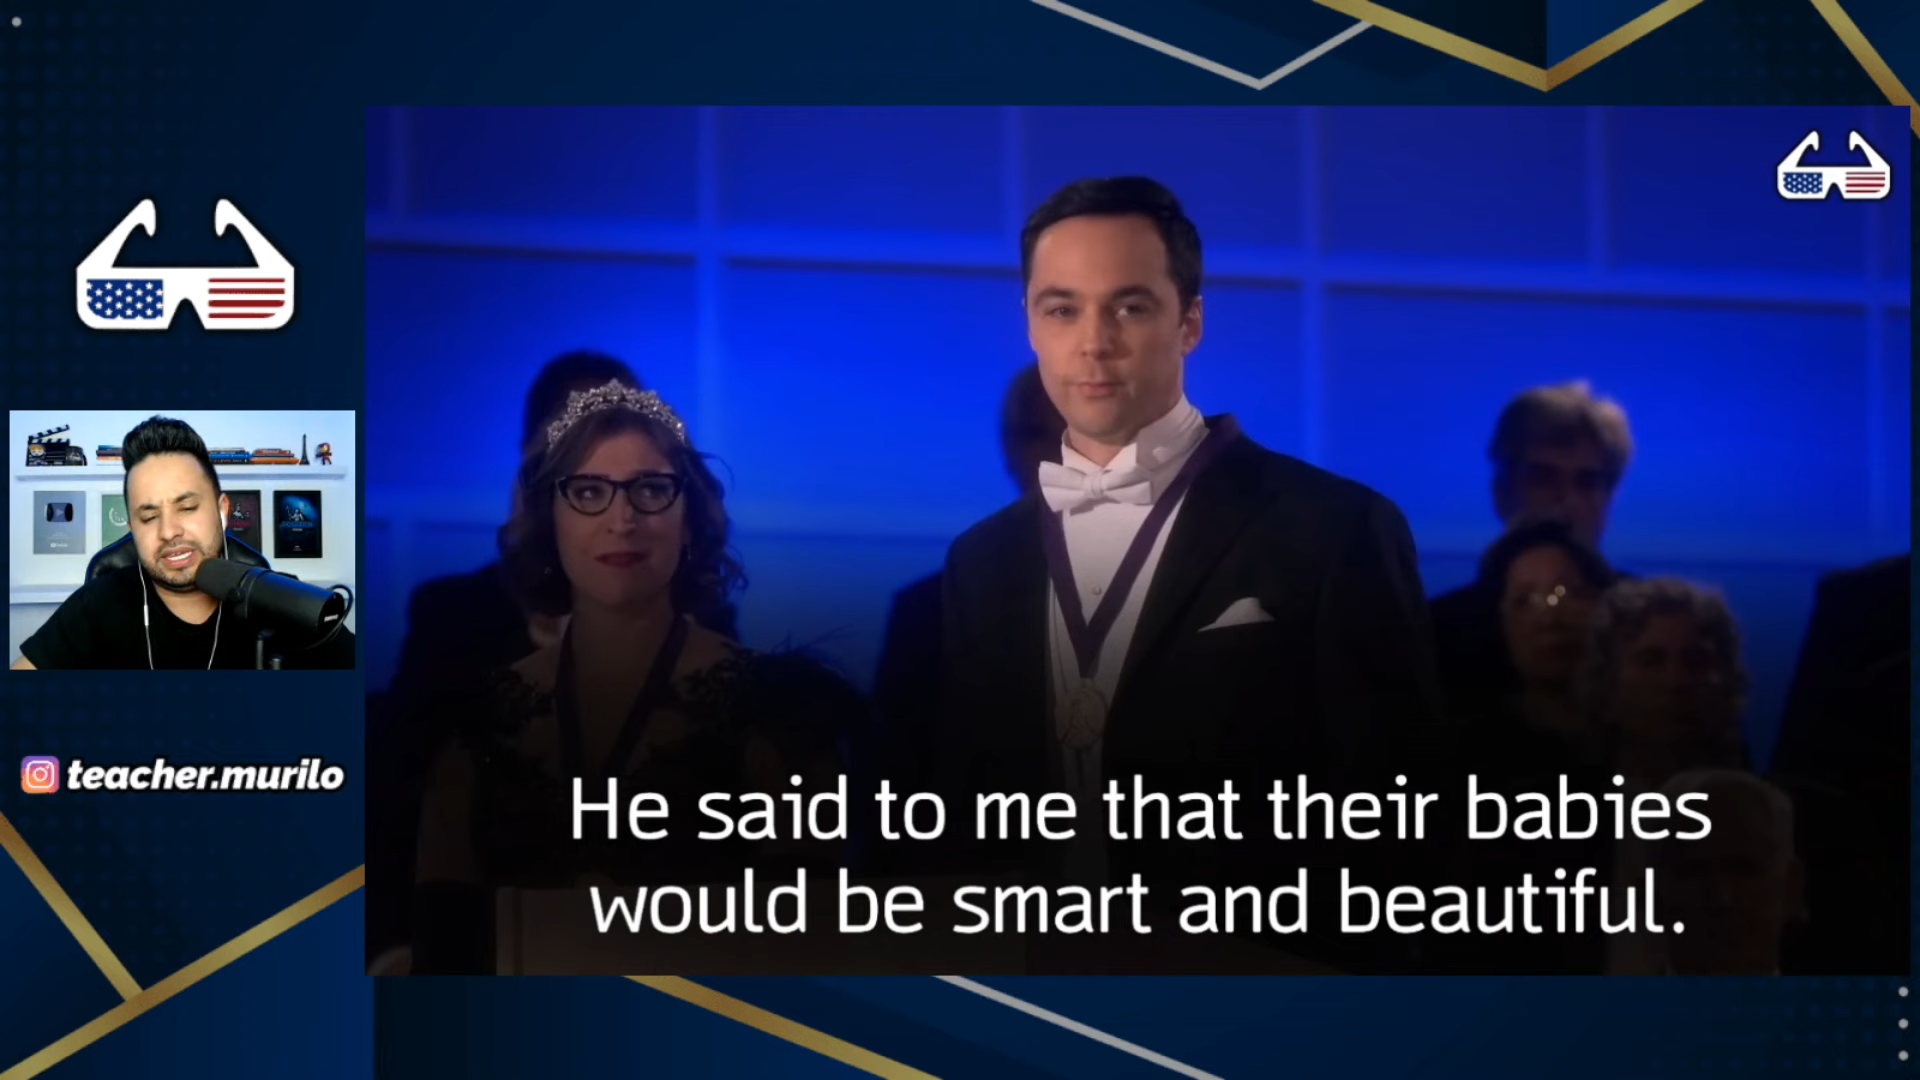 teacher.murilo
He said to me that their babies
would be smart and beautiful.